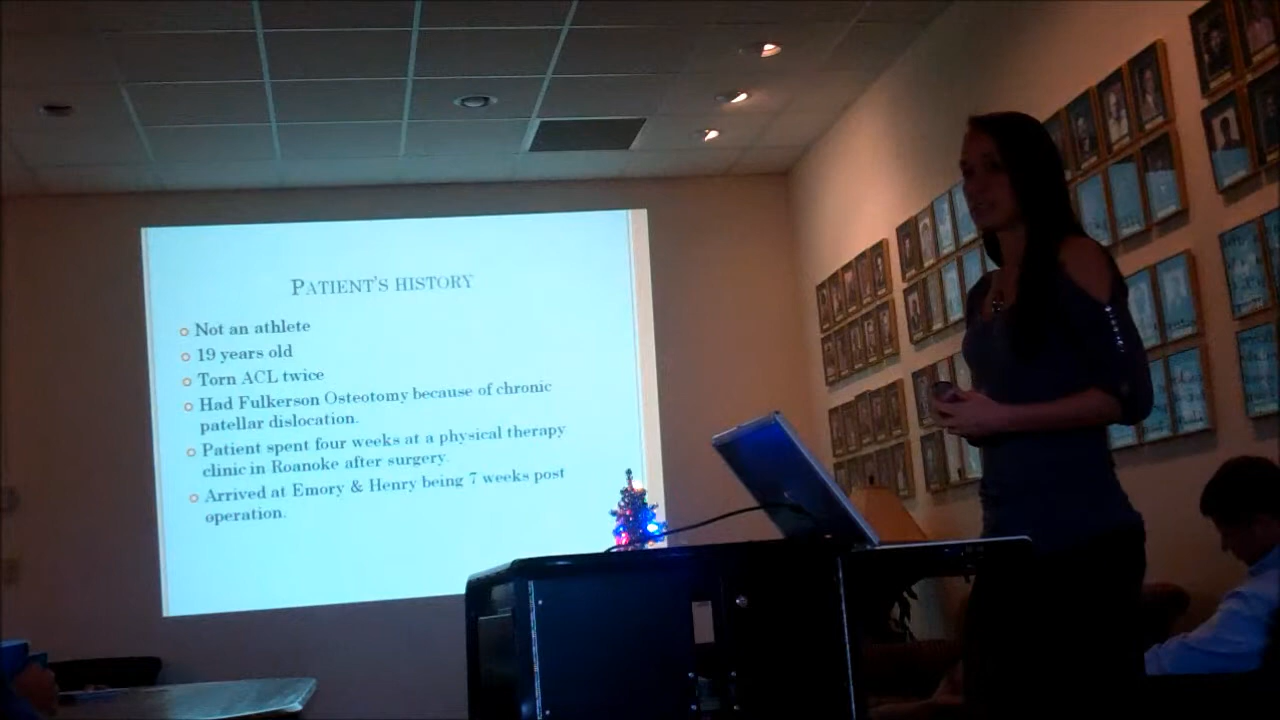 PATIENT'S HISTORY
Not an athlete
19 years old
Torn ACL twice
Had Fulkerson Osteotomy because of chronic
patellar dislocation.
Patient spent four weeks at a physical therapy
clinic in Roanoke after surgery.
Arrived at Emory & Henry being 7 weeks post
operation.